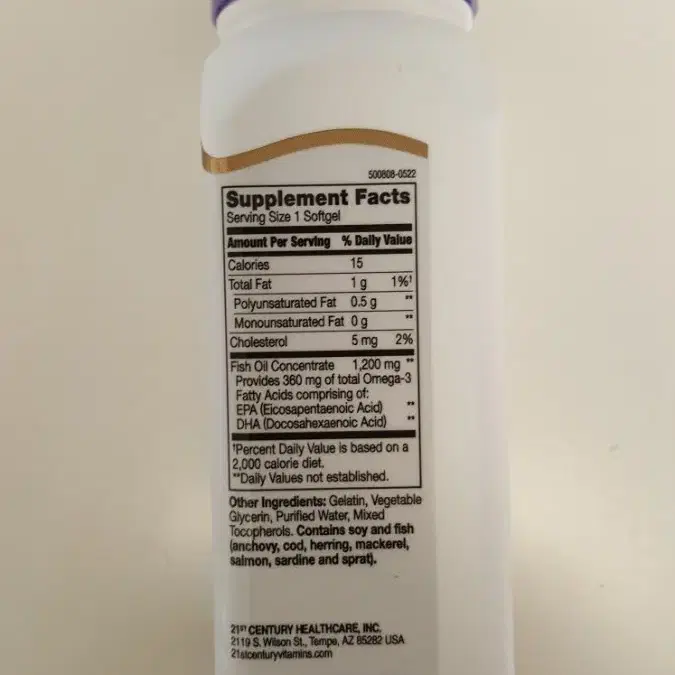 500808-0522
Supplement Facts
Serving Size 1 Softgel
Amount Per Serving % Daily Value
Calories 15
Total Fat 1 g 1%†
Polyunsaturated Fat 0.5 g **
Monounsaturated Fat 0 g **
Cholesterol 5 mg 2%
Fish Oil Concentrate 1,200 mg **
Provides 360 mg of total Omega-3
Fatty Acids comprising of:
EPA (Eicosapentaenoic Acid) **
DHA (Docosahexaenoic Acid) **
†Percent Daily Value is based on a
2,000 calorie diet.
**Daily Values not established.
Other Ingredients: Gelatin, Vegetable
Glycerin, Purified Water, Mixed
Tocopherols. Contains soy and fish
(anchovy, cod, herring, mackerel,
salmon, sardine and sprat).
21ST CENTURY HEALTHCARE, INC.
2119 S. Wilson St., Tempe, AZ 85282 USA
21stcenturyvitamins.com